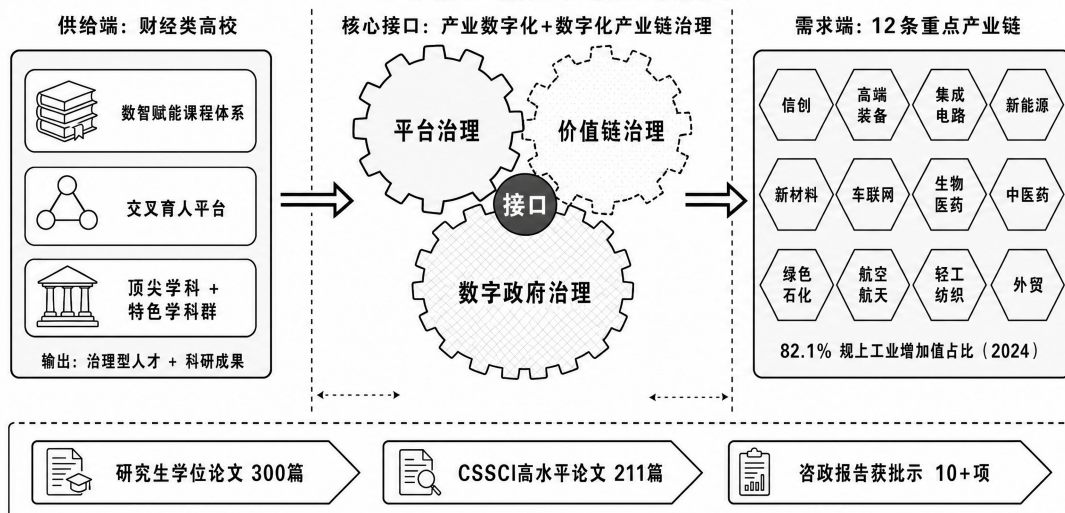 供给端：财经类高校
数智赋能课程体系
交叉育人平台
顶尖学科 +
特色学科群
输出：治理型人才 + 科研成果
核心接口：产业数字化+数字化产业链治理
平台治理
价值链治理
接口
数字政府治理
需求端：12条重点产业链
信创
高端
装备
集成
电路
新能源
新材料
车联网
生物
医药
中医药
绿色
石化
航空
航天
轻工
纺织
外贸
82.1% 规上工业增加值占比（2024）
研究生学位论文 300篇
CSSCI高水平论文 211篇
咨政报告获批示 10+项